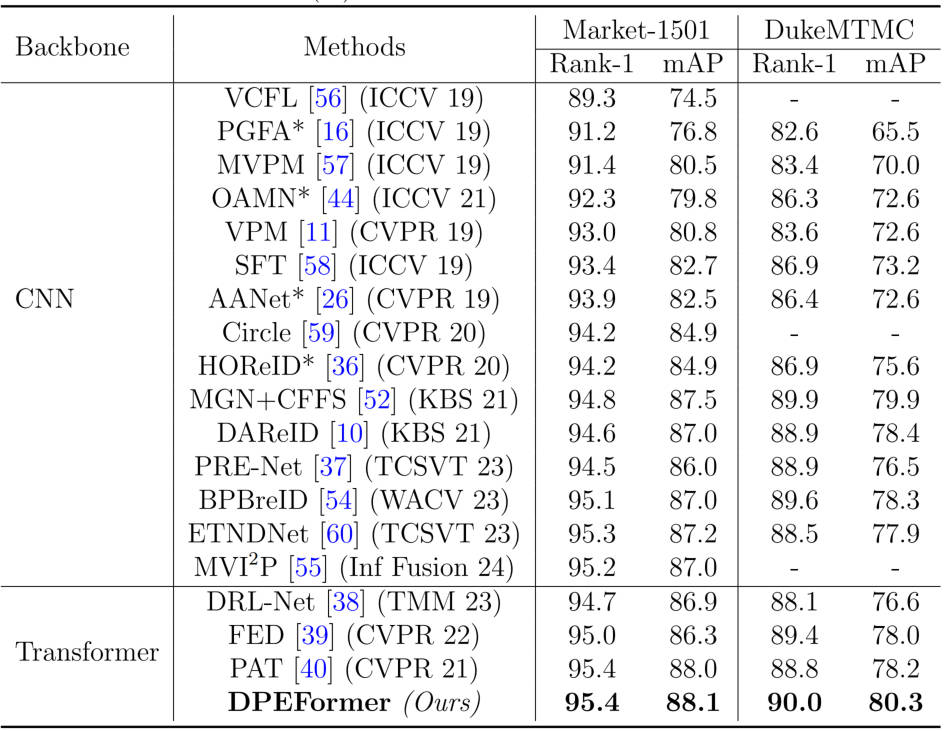 Backbone Methods Market-1501 DukeMTMC
Rank-1 mAP Rank-1 mAP
CNN
VCFL [56] (ICCV 19) 89.3 74.5 - -
PGFA* [16] (ICCV 19) 91.2 76.8 82.6 65.5
MVPM [57] (ICCV 19) 91.4 80.5 83.4 70.0
OAMN* [44] (ICCV 21) 92.3 79.8 86.3 72.6
VPM [11] (CVPR 19) 93.0 80.8 83.6 72.6
SFT [58] (ICCV 19) 93.4 82.7 86.9 73.2
AANet* [26] (CVPR 19) 93.9 82.5 86.4 72.6
Circle [59] (CVPR 20) 94.2 84.9 - -
HOReID* [36] (CVPR 20) 94.2 84.9 86.9 75.6
MGN+CFFS [52] (KBS 21) 94.8 87.5 89.9 79.9
DAReID [10] (KBS 21) 94.6 87.0 88.9 78.4
PRE-Net [37] (TCSVT 23) 94.5 86.0 88.9 76.5
BPBreID [54] (WACV 23) 95.1 87.0 89.6 78.3
ETNDNet [60] (TCSVT 23) 95.3 87.2 88.5 77.9
MVI²P [55] (Inf Fusion 24) 95.2 87.0 - -
Transformer
DRL-Net [38] (TMM 23) 94.7 86.9 88.1 76.6
FED [39] (CVPR 22) 95.0 86.3 89.4 78.0
PAT [40] (CVPR 21) 95.4 88.0 88.8 78.2
DPEFormer (Ours) 95.4 88.1 90.0 80.3